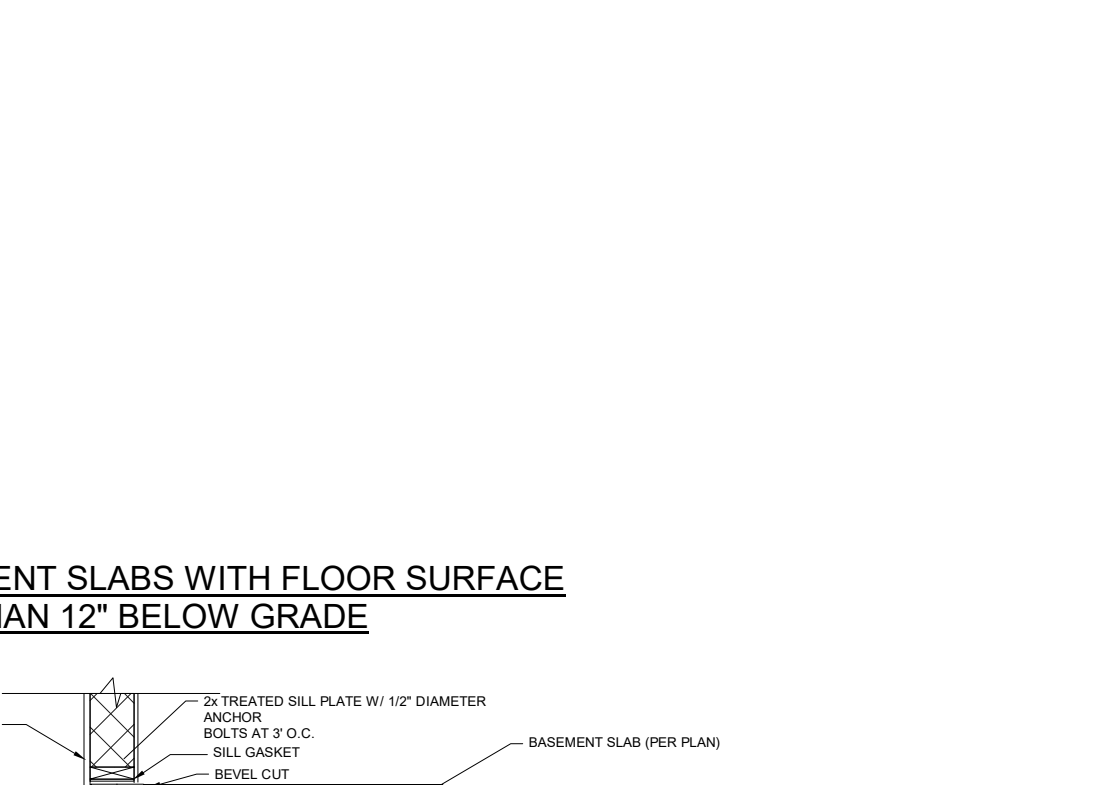 ENT SLABS WITH FLOOR SURFACE
HAN 12" BELOW GRADE
2x TREATED SILL PLATE W/ 1/2" DIAMETER
ANCHOR
BOLTS AT 3' O.C.
BASEMENT SLAB (PER PLAN)
SILL GASKET
BEVEL CUT